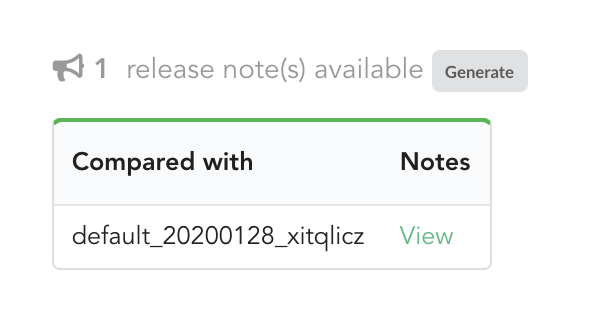 1 release note(s) available Generate
Compared with Notes
default_20200128_xitqlicz View